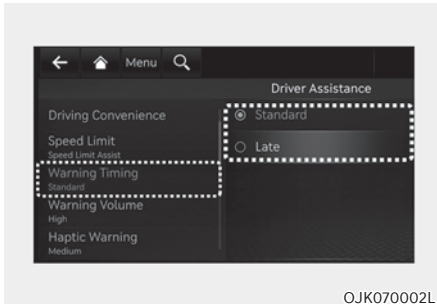 Menu
Driver Assistance
Driving Convenience
Speed Limit
Speed Limit Assist
Warning Timing
Standard
Warning Volume
High
Haptic Warning
Medium
Standard
Late
OJK070002L